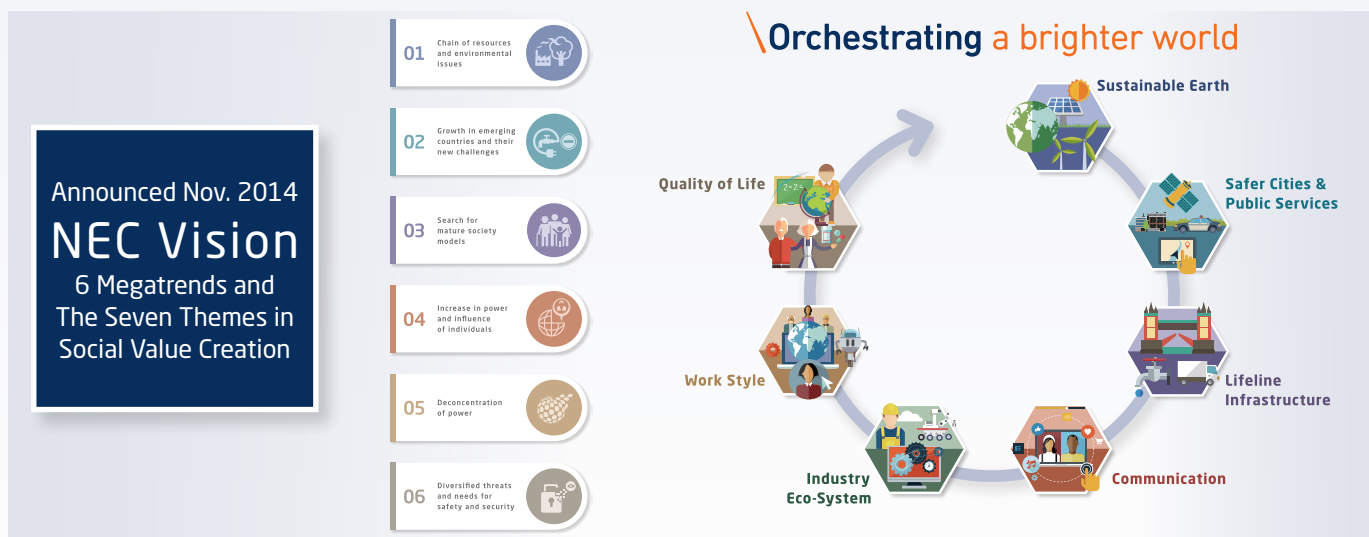 Announced Nov. 2014
NEC Vision
6 Megatrends and
The Seven Themes in
Social Value Creation
01
Chain of resources
and environmental
issues
02
Growth in emerging
countries and their
new challenges
03
Search for
mature society
models
04
Increase in power
and influence
of individuals
05
Deconcentration
of power
06
Diversified threats
and needs for
safety and security
\Orchestrating a brighter world
Sustainable Earth
Safer Cities &
Public Services
Lifeline
Infrastructure
Communication
Industry
Eco-System
Work Style
Quality of Life
2×2=